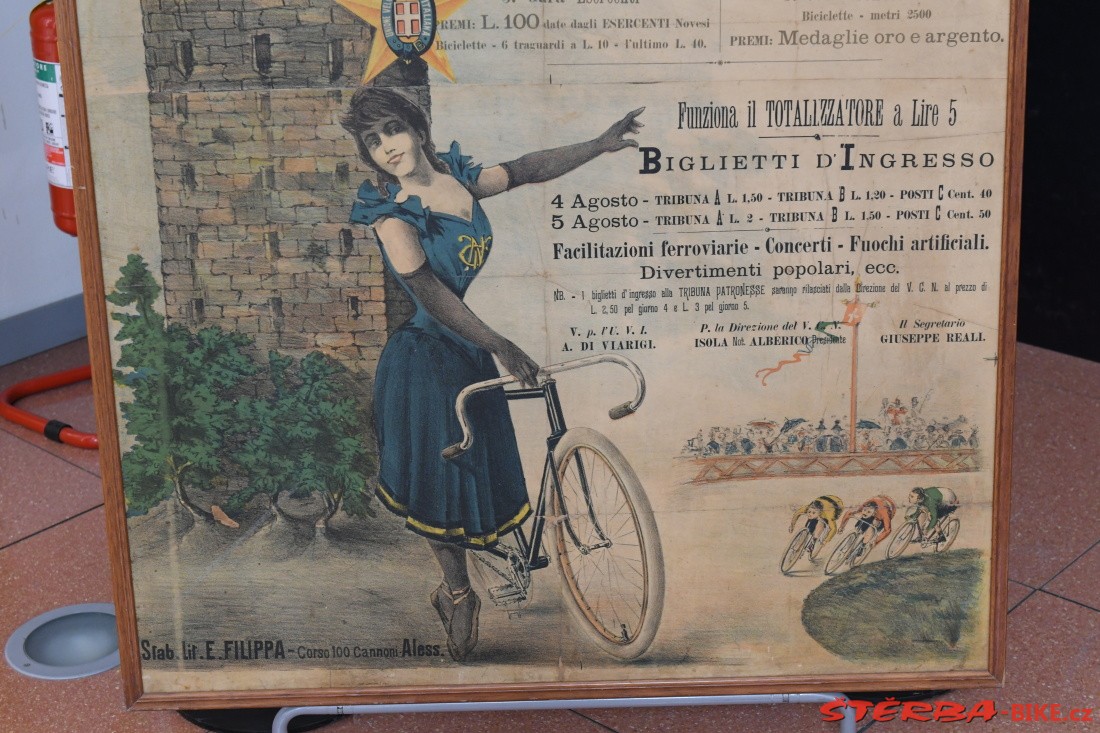 PREMI: L. 100 date dagli ESERCENTI Novesi
Biciclette - 6 traguardi a L. 10 - l'ultimo L. 40.
Biciclette - metri 2500
PREMI: Medaglie oro e argento.
Funziona il TOTALIZZATORE a Lire 5
BIGLIETTI D'INGRESSO
4 Agosto - TRIBUNA A L. 1,50 - TRIBUNA B L. 1,20 - POSTI C Cent. 40
5 Agosto - TRIBUNA A L. 2 - TRIBUNA B L. 1,50 - POSTI C Cent. 50
Facilitazioni ferroviarie - Concerti - Fuochi artificiali.
Divertimenti popolari, ecc.
NB. - I biglietti d'ingresso alla TRIBUNA PATRONESSE saranno rilasciati dalla Direzione del V. C. N. al prezzo di
L. 2,50 pel giorno 4 e L. 3 pel giorno 5.
V. p. l'U. V. I.
A. DI VIARIGI.
P. la Direzione del V. C. N.
ISOLA Not. ALBERICO Presidente
Il Segretario
GIUSEPPE REALI.
Stab. Lit. E. FILIPPA - Corso 100 Cannoni - Aless.
ŠTĚRBA-BIKE.cz